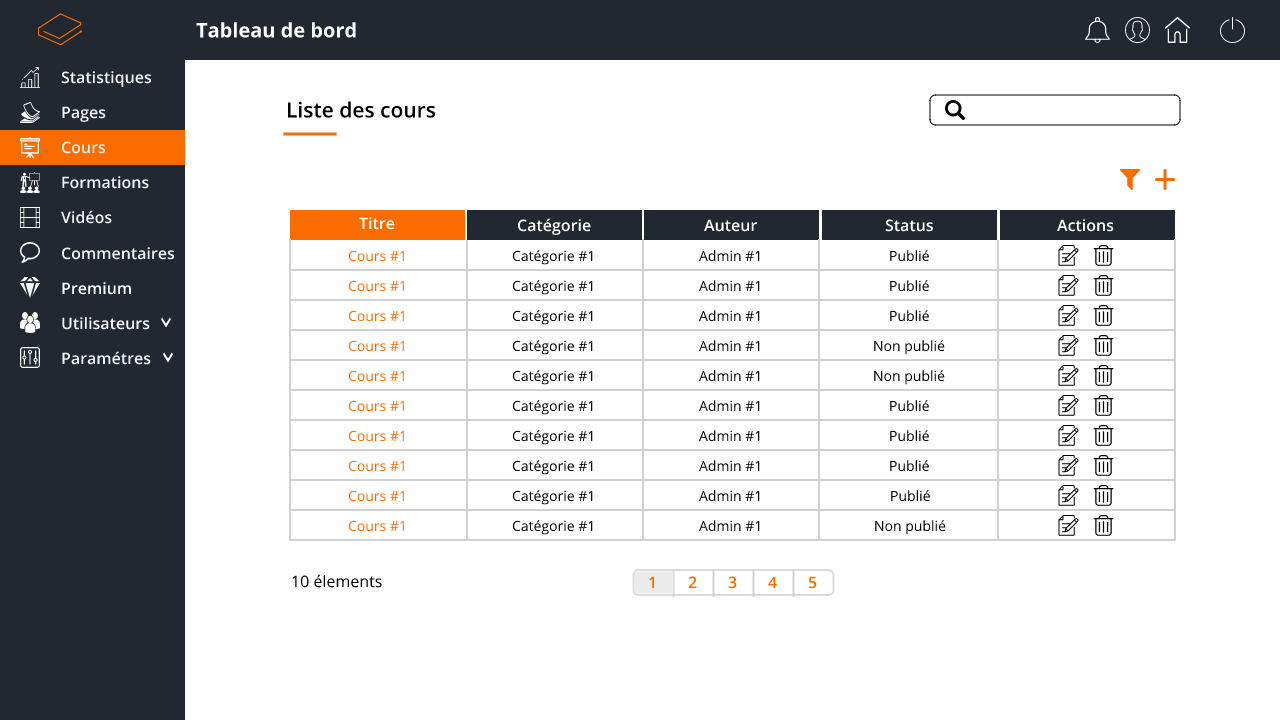 Tableau de bord
Statistiques
Pages
Cours
Formations
Vidéos
Commentaires
Premium
Utilisateurs
Paramétres
Liste des cours
Titre Catégorie Auteur Status Actions
Cours #1 Catégorie #1 Admin #1 Publié
Cours #1 Catégorie #1 Admin #1 Publié
Cours #1 Catégorie #1 Admin #1 Publié
Cours #1 Catégorie #1 Admin #1 Non publié
Cours #1 Catégorie #1 Admin #1 Non publié
Cours #1 Catégorie #1 Admin #1 Publié
Cours #1 Catégorie #1 Admin #1 Publié
Cours #1 Catégorie #1 Admin #1 Publié
Cours #1 Catégorie #1 Admin #1 Publié
Cours #1 Catégorie #1 Admin #1 Non publié
10 élements 1 2 3 4 5